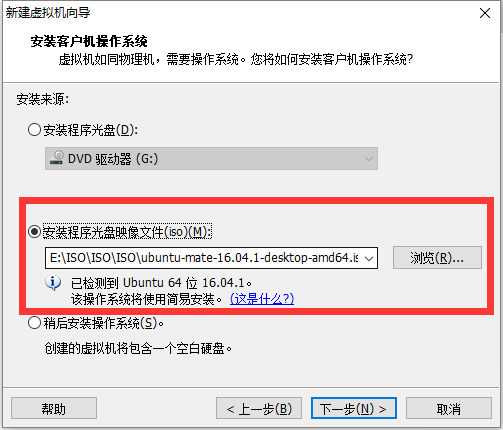 新建虚拟机向导
安装客户机操作系统
虚拟机如同物理机，需要操作系统。您将如何安装客户机操作系统?
安装来源:
安装程序光盘(D):
DVD 驱动器 (G:)
安装程序光盘映像文件(iso)(M):
E:\ISO\ISO\ISO\ubuntu-mate-16.04.1-desktop-amd64.is
浏览(R)...
已检测到 Ubuntu 64 位 16.04.1。
该操作系统将使用简易安装。 (这是什么?)
稍后安装操作系统(S)。
创建的虚拟机将包含一个空白硬盘。
帮助
< 上一步(B)
下一步(N) >
取消